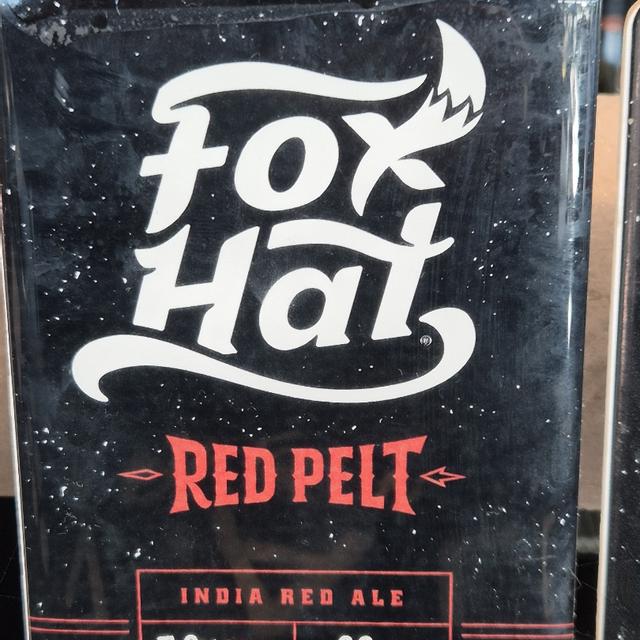 Fox
Hat ®
RED PELT
INDIA RED ALE